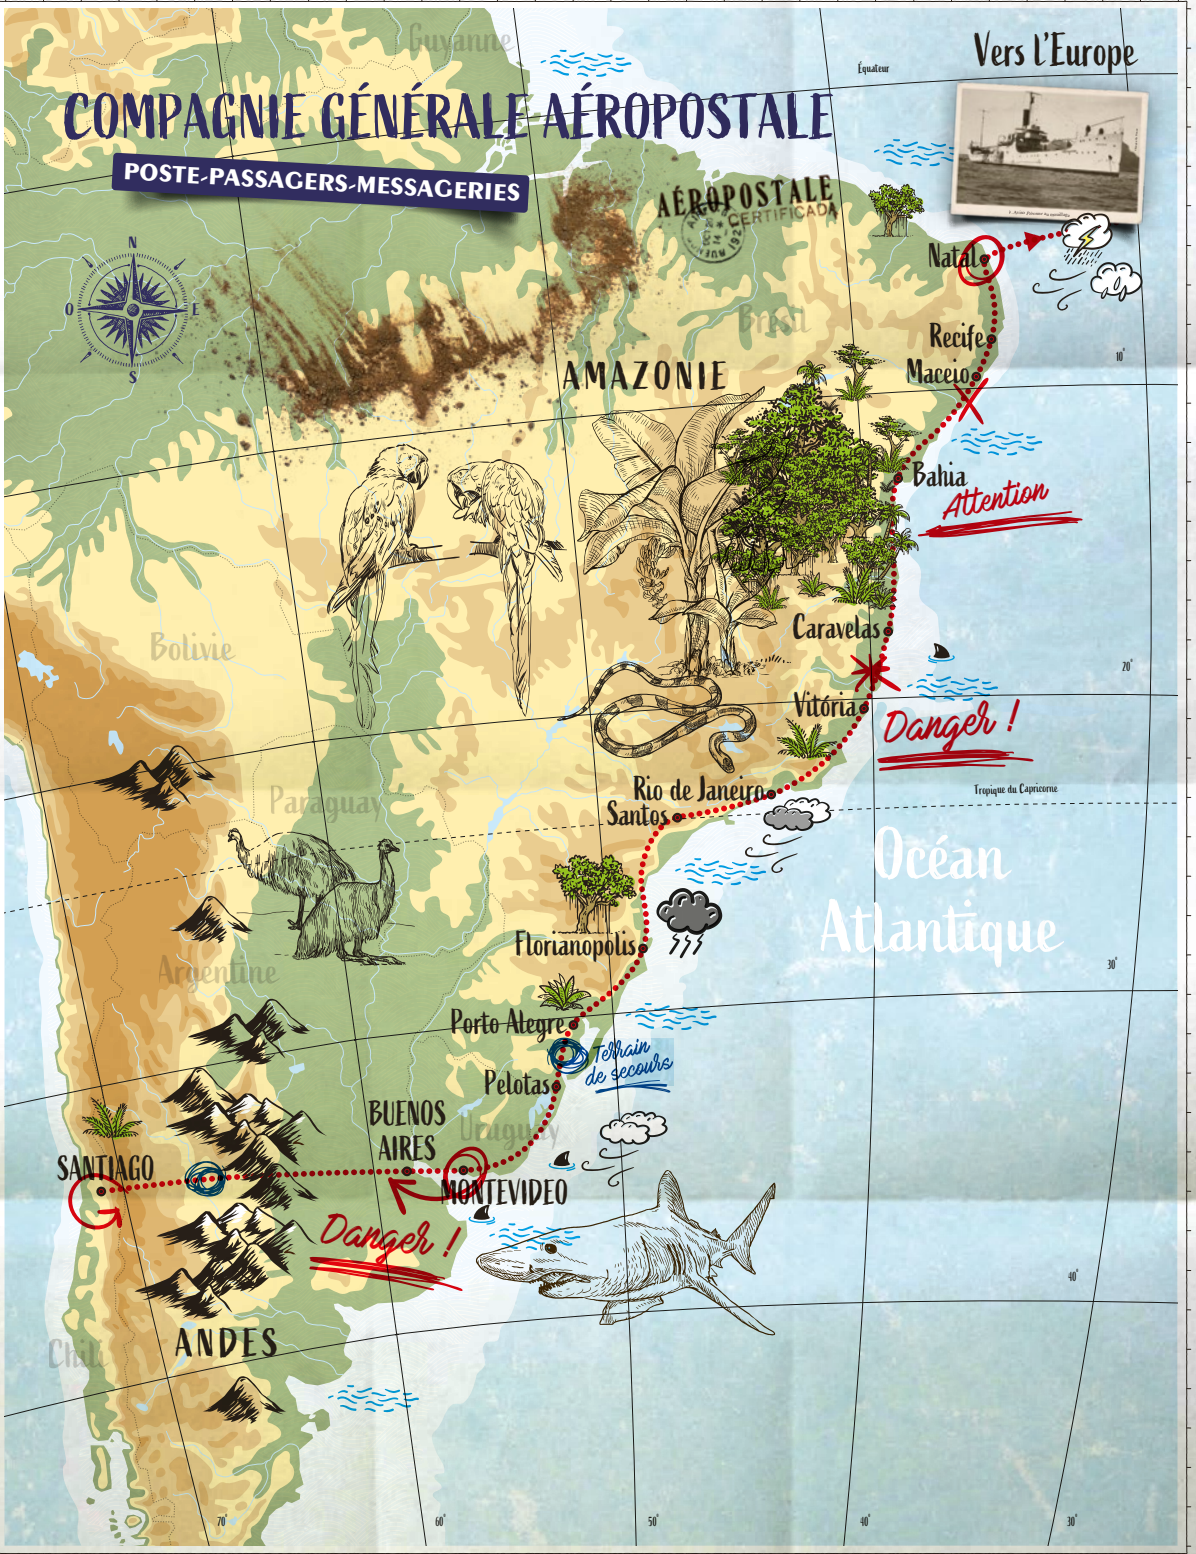 Guyanne
Équateur
Vers L'Europe
COMPAGNIE GÉNÉRALE AÉROPOSTALE
POSTE-PASSAGERS-MESSAGERIES
AÉROPOSTALE
CERTIFICADA
N
O
E
S
Natal
Brésil
Recife
10°
Maceio
AMAZONIE
Bahia
Attention
Caravelas
Bolivie
20°
Vitória
Danger !
Rio de Janeiro
Tropique du Capricorne
Paraguay
Santos
Océan
Atlantique
Florianopolis
30°
Argentine
Porto Alegre
Terrain
de secours
Pelotas
BUENOS
AIRES
Uruguay
SANTIAGO
MONTEVIDEO
Danger !
40°
ANDES
Chili
70°
60°
50°
40°
30°